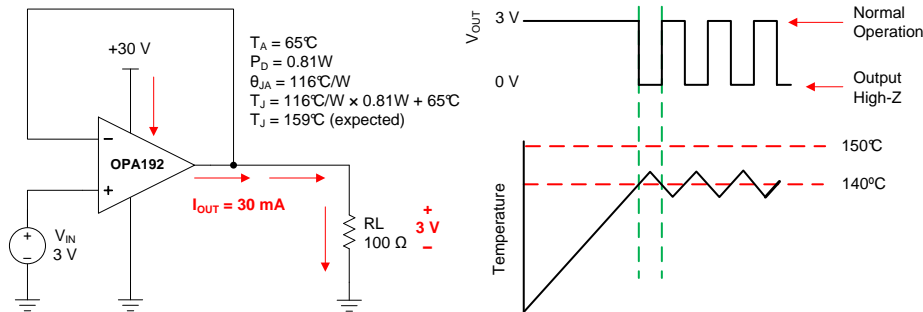 +30 V
T_A = 65°C
P_D = 0.81W
θ_JA = 116°C/W
T_J = 116°C/W × 0.81W + 65°C
T_J = 159°C (expected)
−
OPA192
+
I_OUT = 30 mA
+
−
V_IN
3 V
RL
100 Ω
+
3 V
−
V_OUT
3 V
0 V
Normal
Operation
Output
High-Z
Temperature
150°C
140ºC